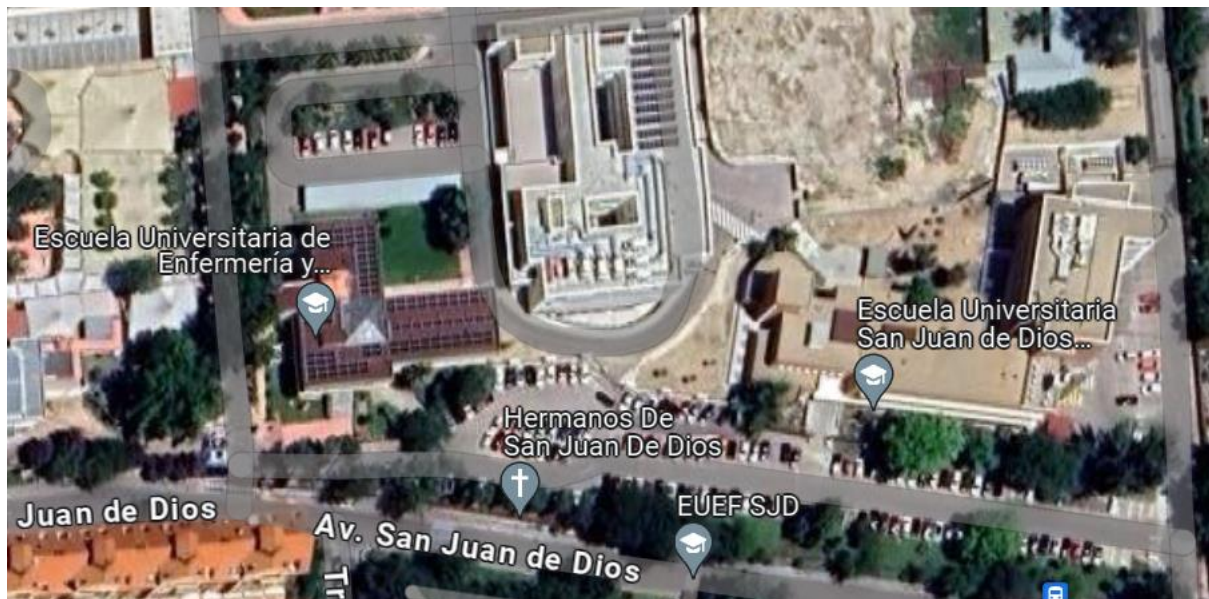 Escuela Universitaria de
Enfermería y...
Escuela Universitaria
San Juan de Dios...
Hermanos De
San Juan De Dios
EUEF SJD
Juan de Dios
Av. San Juan de Dios
Tr